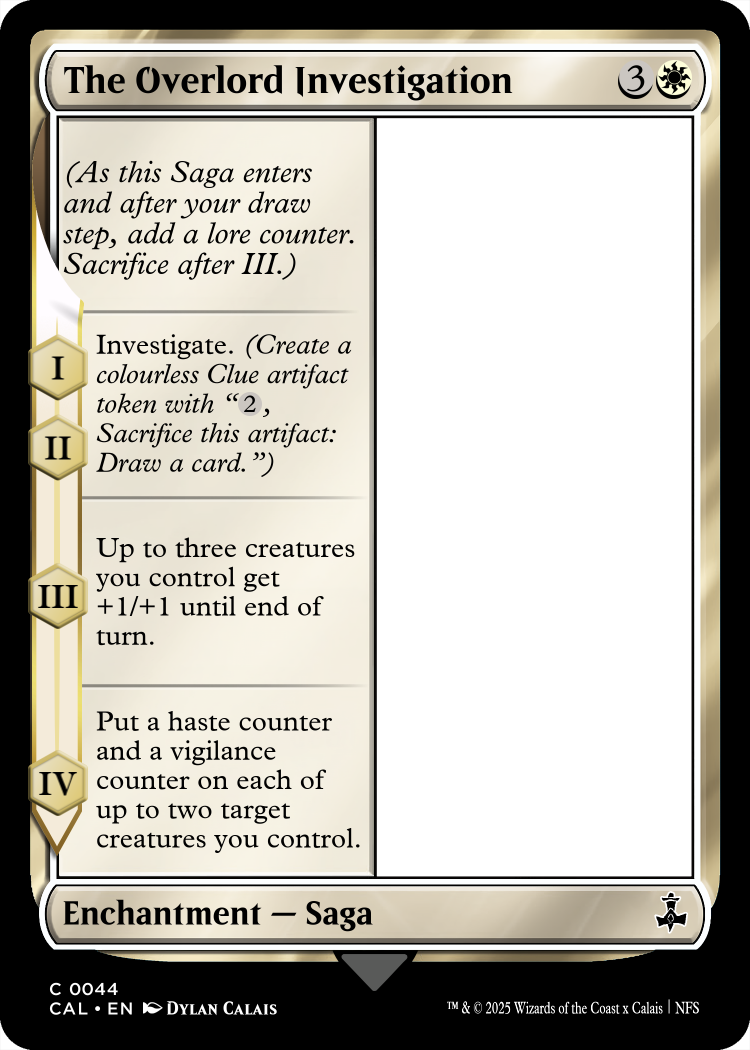 The Overlord Investigation 3
(As this Saga enters
and after your draw
step, add a lore counter.
Sacrifice after III.)
I
II
Investigate. (Create a
colourless Clue artifact
token with “2,
Sacrifice this artifact:
Draw a card.”)
III
Up to three creatures
you control get
+1/+1 until end of
turn.
IV
Put a haste counter
and a vigilance
counter on each of
up to two target
creatures you control.
Enchantment — Saga
C 0044
CAL • EN DYLAN CALAIS
™ & © 2025 Wizards of the Coast x Calais | NFS